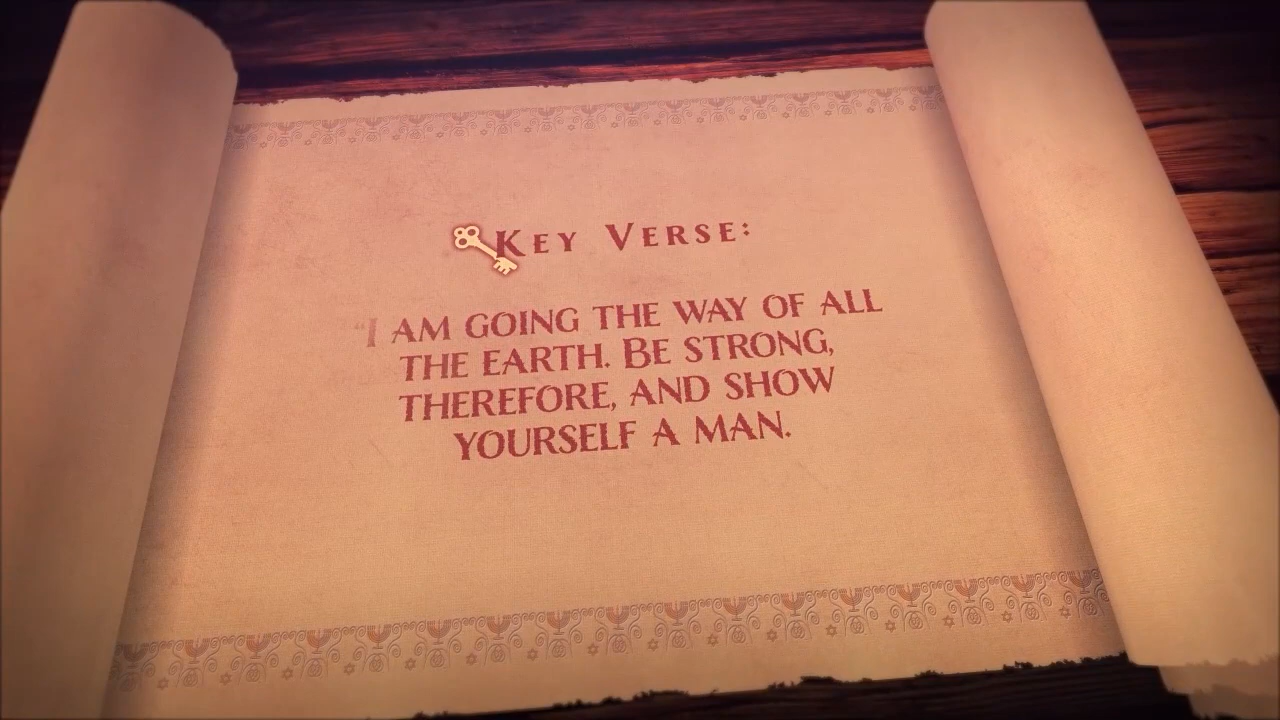 Key Verse:
“I AM GOING THE WAY OF ALL
THE EARTH. BE STRONG,
THEREFORE, AND SHOW
YOURSELF A MAN.